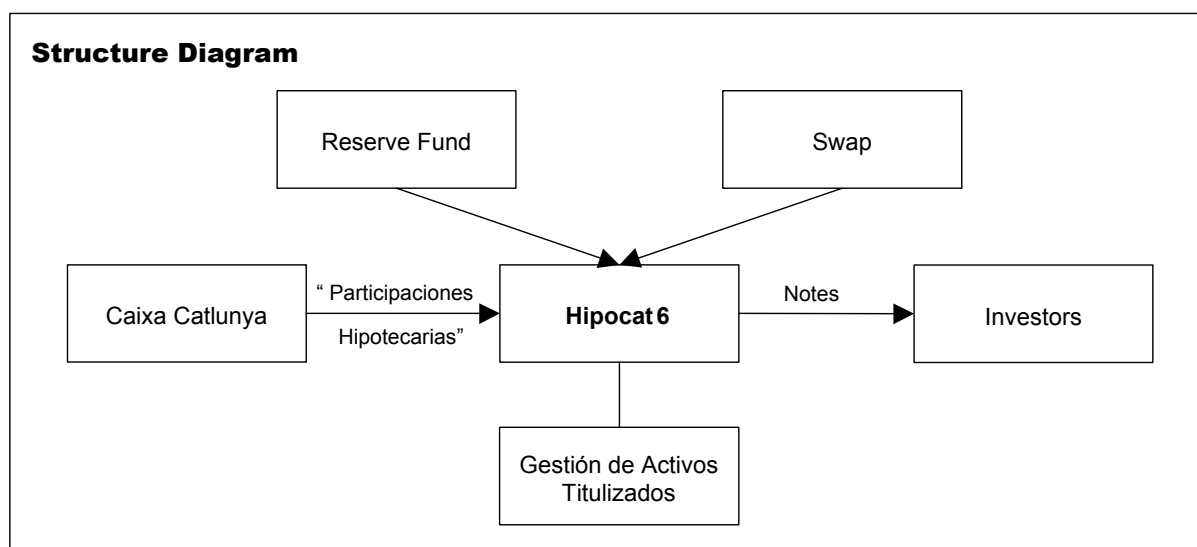 Structure Diagram
Reserve Fund
Swap
Caixa Catlunya
“ Participaciones
Hipotecarias”
Hipocat 6
Notes
Investors
Gestión de Activos
Titulizados